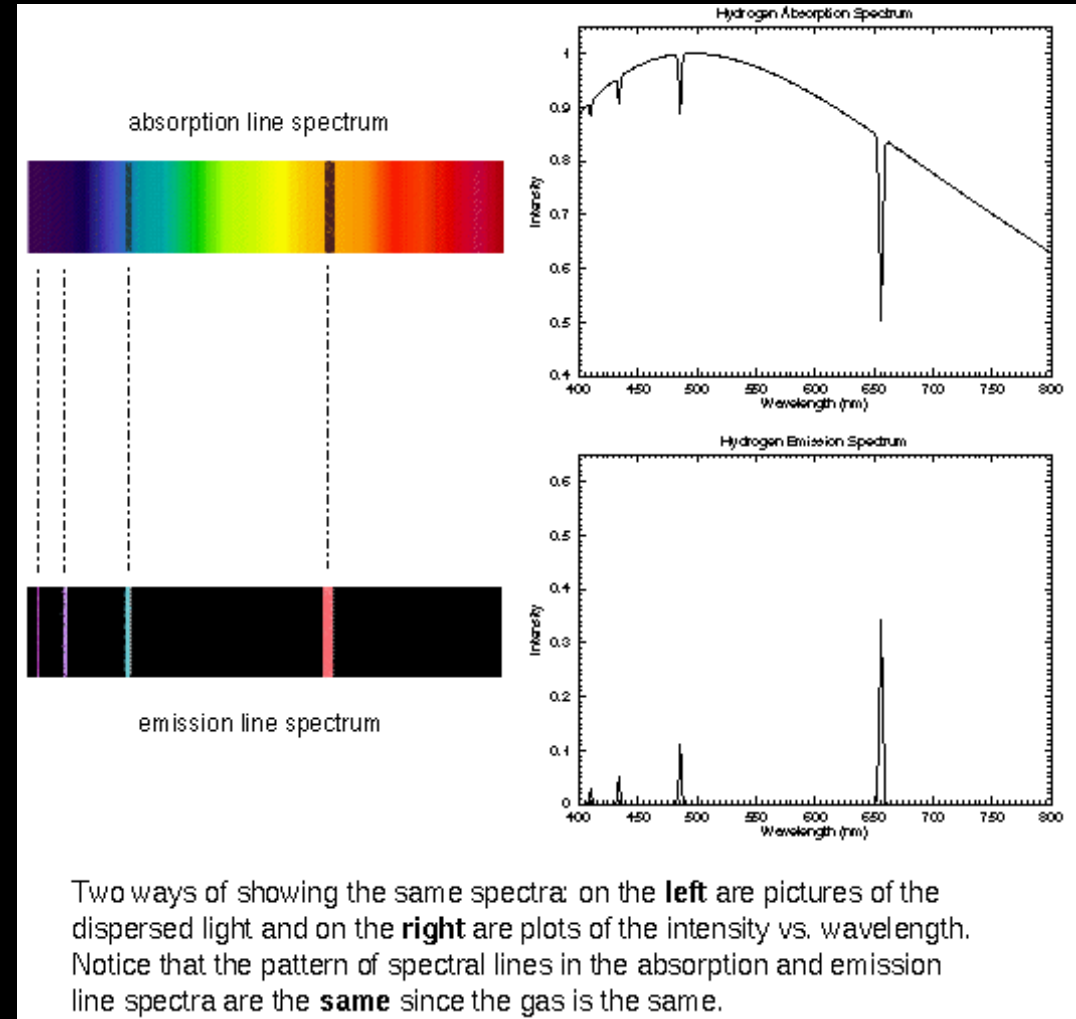 Hydrogen Absorption Spectrum
absorption line spectrum
1
0.9
0.8
0.7
0.6
0.5
0.4
Intensity
400 450 500 550 600 650 700 750 800
Wavelength (nm)
Hydrogen Emission Spectrum
0.6
0.5
0.4
0.3
0.2
0.1
0
Intensity
400 450 500 550 600 650 700 750 800
Wavelength (nm)
emission line spectrum
Two ways of showing the same spectra: on the left are pictures of the
dispersed light and on the right are plots of the intensity vs. wavelength.
Notice that the pattern of spectral lines in the absorption and emission
line spectra are the same since the gas is the same.